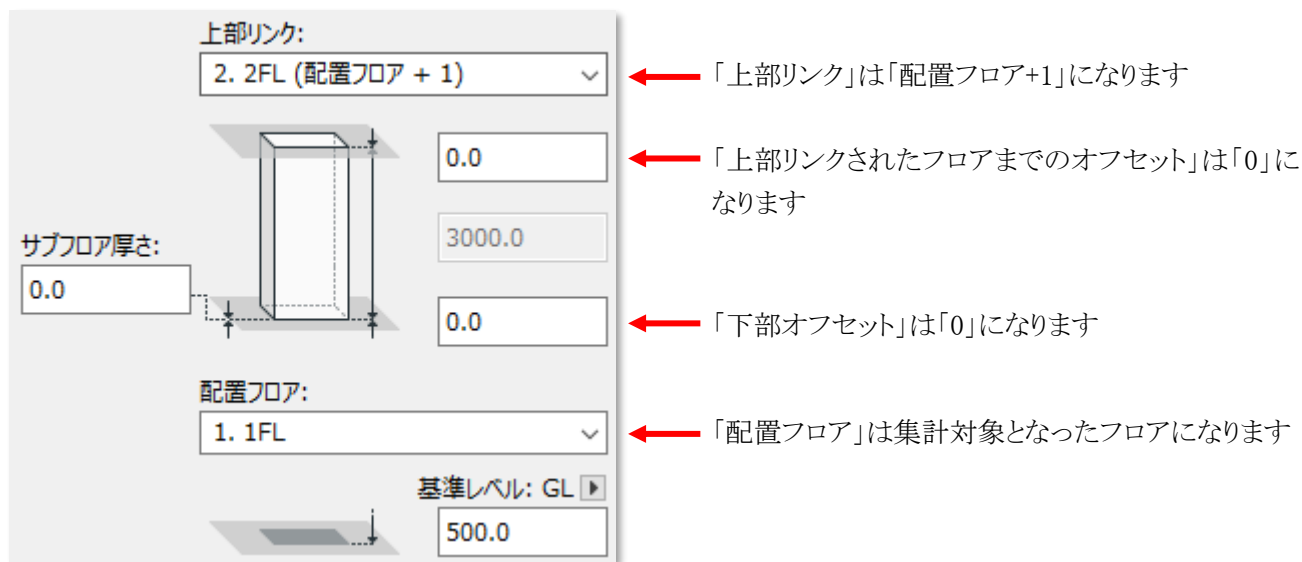 上部リンク:
2. 2FL (配置フロア + 1)
「上部リンク」は「配置フロア+1」になります
0.0
「上部リンクされたフロアまでのオフセット」は「0」に
なります
3000.0
サブフロア厚さ:
0.0
0.0
「下部オフセット」は「0」になります
配置フロア:
1. 1FL
「配置フロア」は集計対象となったフロアになります
基準レベル: GL
500.0